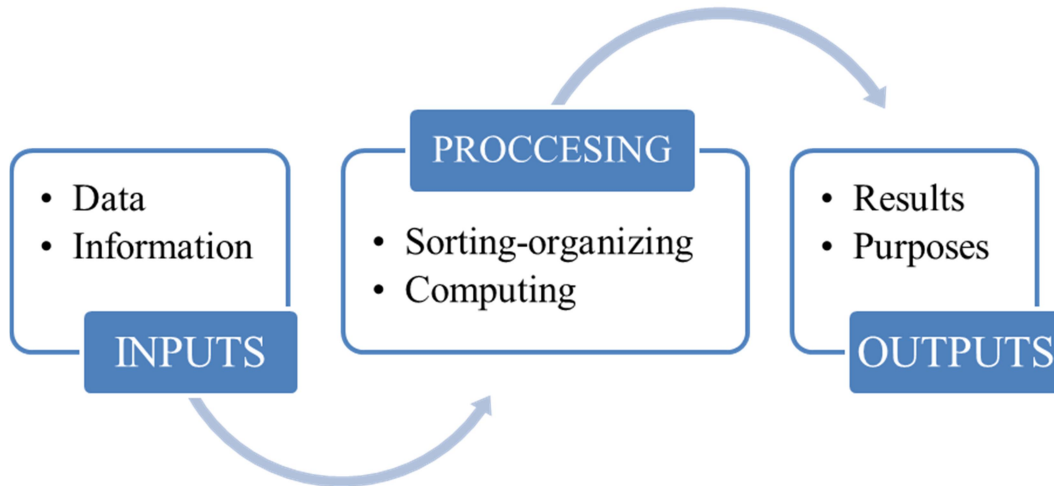 • Data
• Information
INPUTS
PROCCESING
• Sorting-organizing
• Computing
• Results
• Purposes
OUTPUTS